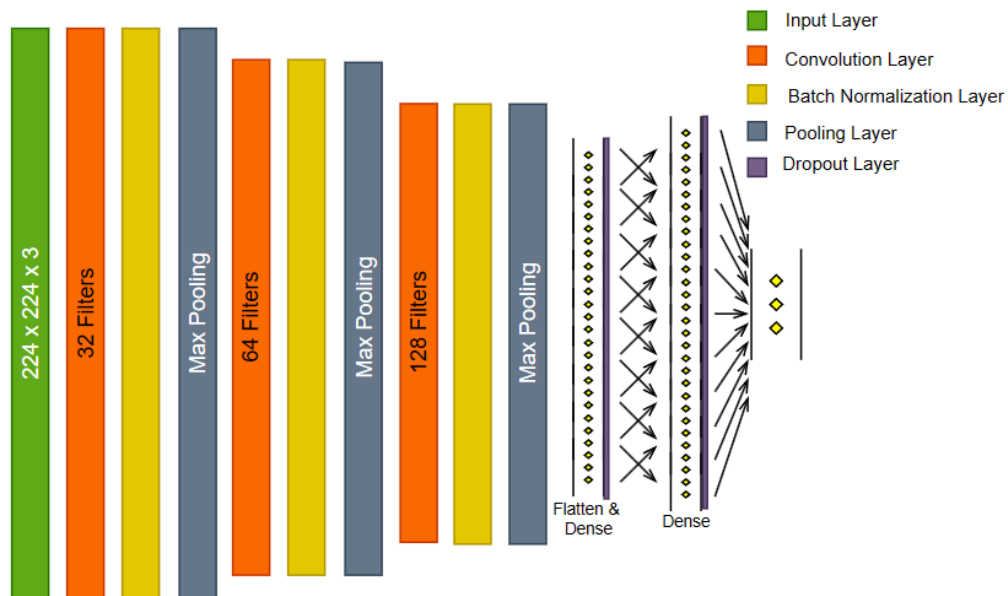 Input Layer
Convolution Layer
Batch Normalization Layer
Pooling Layer
Dropout Layer
224 x 224 x 3
32 Filters
Max Pooling
64 Filters
Max Pooling
128 Filters
Max Pooling
Flatten &
Dense
Dense